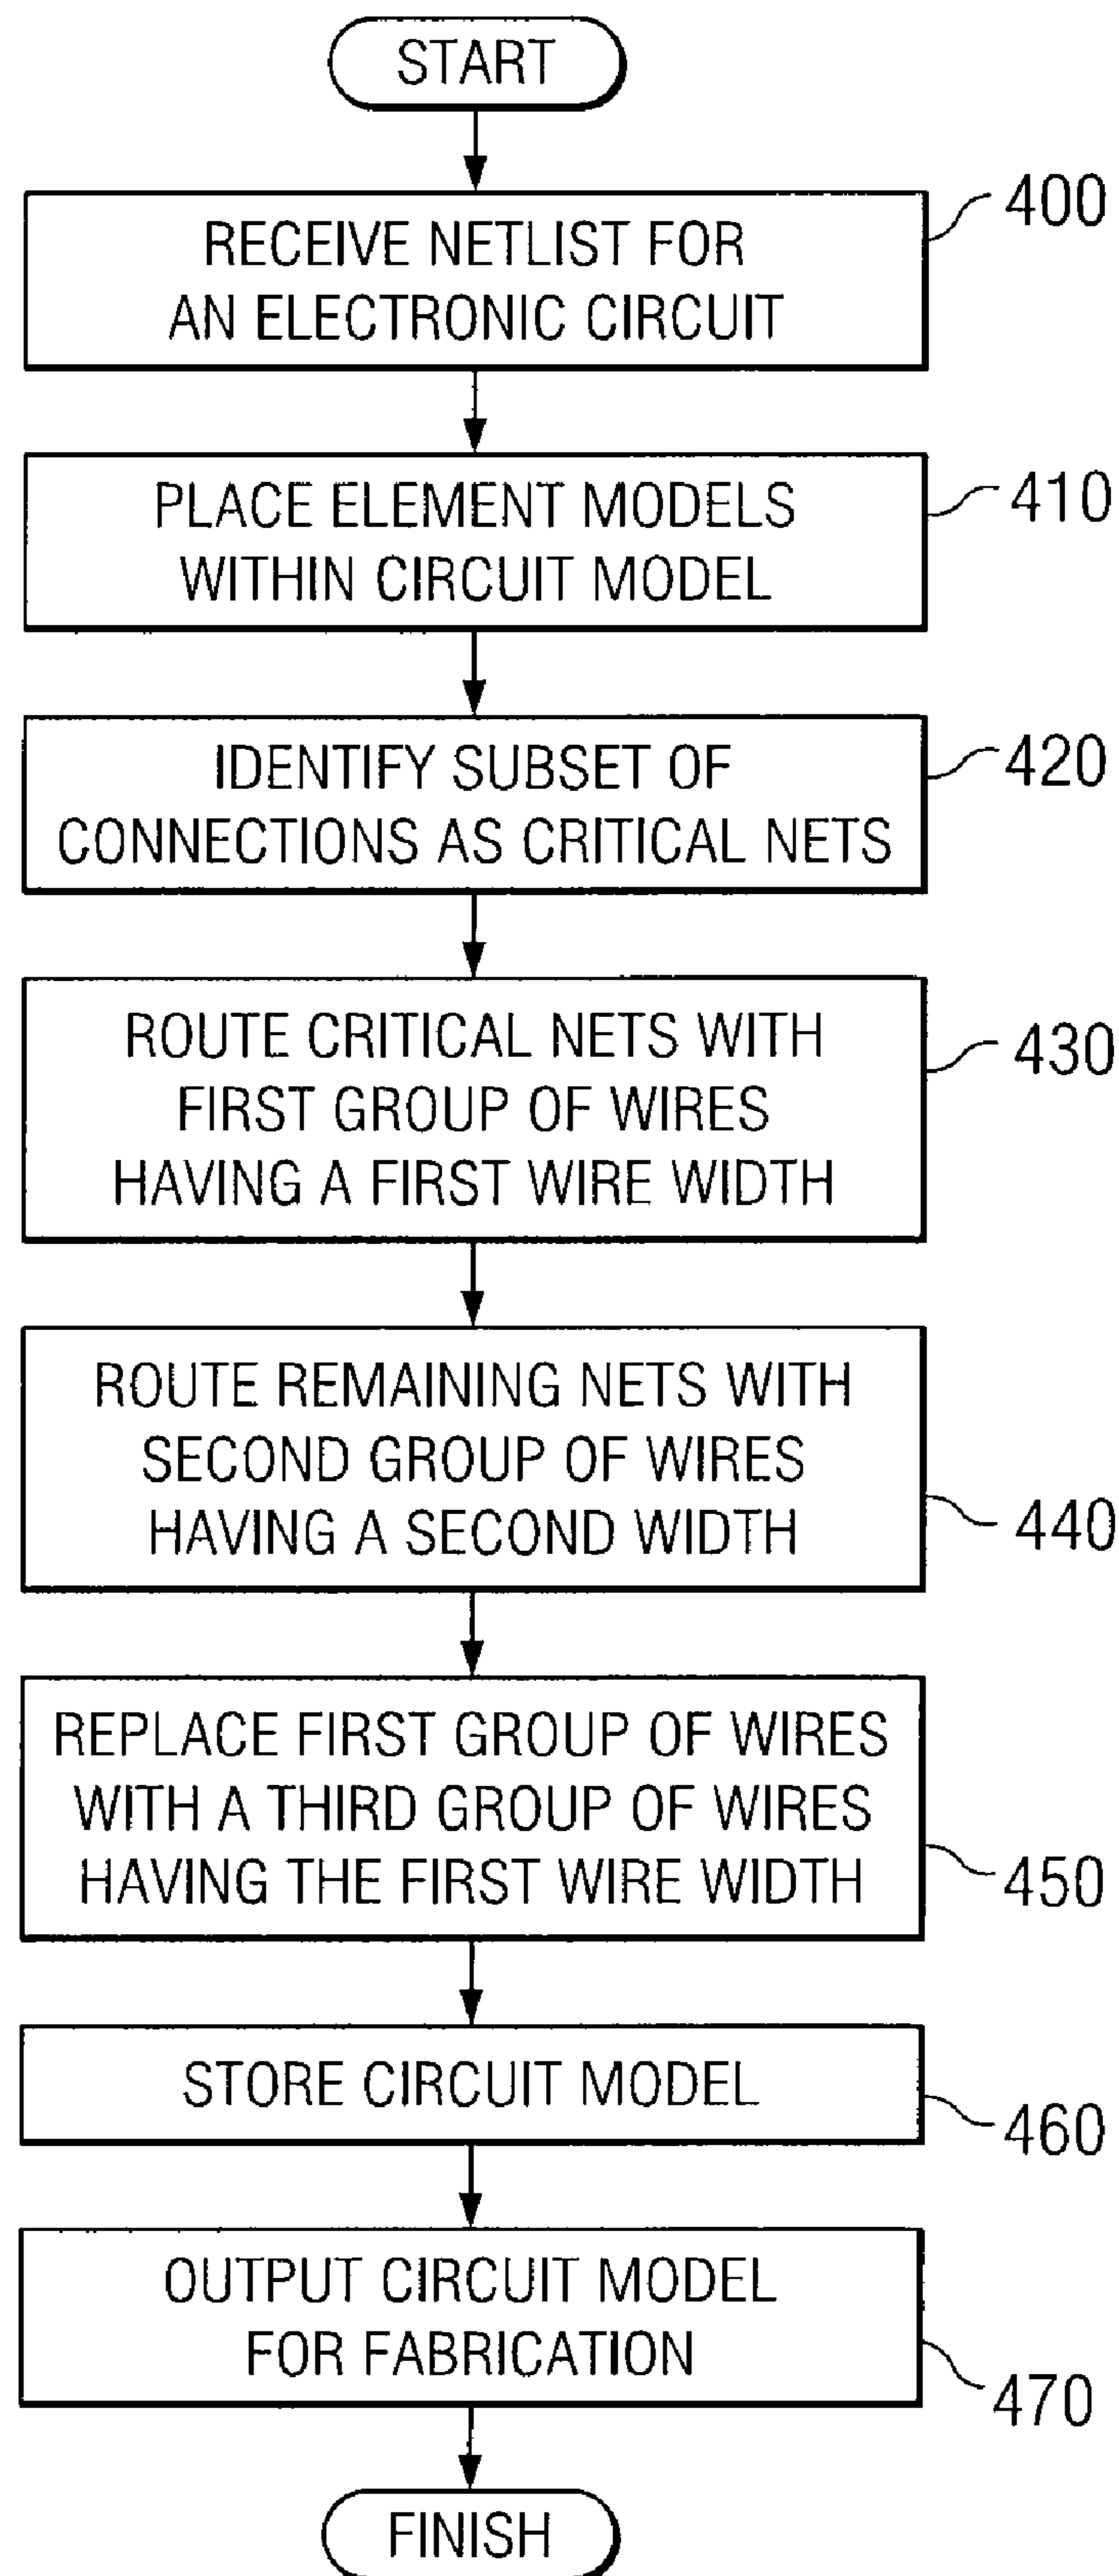 START
RECEIVE NETLIST FOR
AN ELECTRONIC CIRCUIT
400
PLACE ELEMENT MODELS
WITHIN CIRCUIT MODEL
410
IDENTIFY SUBSET OF
CONNECTIONS AS CRITICAL NETS
420
ROUTE CRITICAL NETS WITH
FIRST GROUP OF WIRES
HAVING A FIRST WIRE WIDTH
430
ROUTE REMAINING NETS WITH
SECOND GROUP OF WIRES
HAVING A SECOND WIDTH
440
REPLACE FIRST GROUP OF WIRES
WITH A THIRD GROUP OF WIRES
HAVING THE FIRST WIRE WIDTH
450
STORE CIRCUIT MODEL
460
OUTPUT CIRCUIT MODEL
FOR FABRICATION
470
FINISH